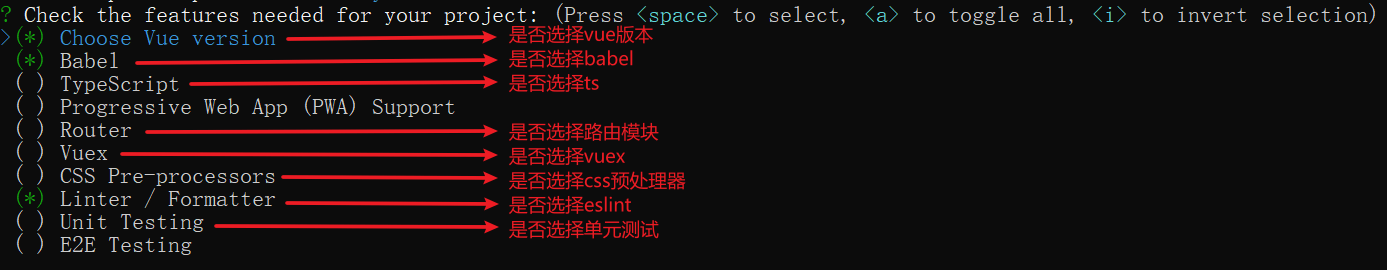 ? Check the features needed for your project: (Press <space> to select, <a> to toggle all, <i> to invert selection)
>(*) Choose Vue version 是否选择vue版本
(*) Babel 是否选择babel
( ) TypeScript 是否选择ts
( ) Progressive Web App (PWA) Support
( ) Router 是否选择路由模块
( ) Vuex 是否选择vuex
( ) CSS Pre-processors 是否选择css预处理器
(*) Linter / Formatter 是否选择eslint
( ) Unit Testing 是否选择单元测试
( ) E2E Testing